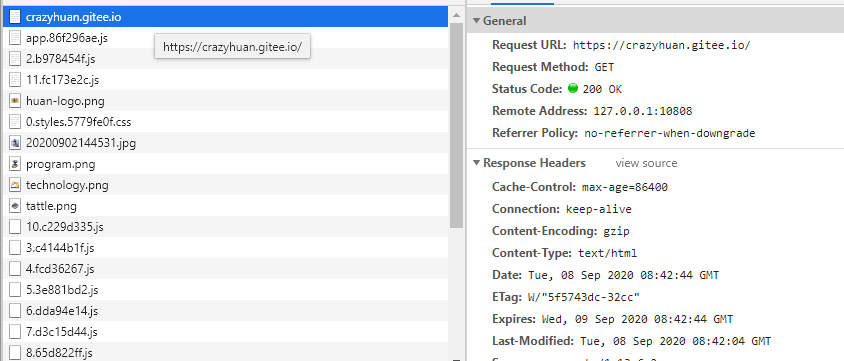 crazyhuan.gitee.io
app.86f296ae.js
https://crazyhuan.gitee.io/
2.b978454f.js
11.fc173e2c.js
huan-logo.png
0.styles.5779fe0f.css
20200902144531.jpg
program.png
technology.png
tattle.png
10.c229d335.js
3.c4144b1f.js
4.fcd36267.js
5.3e881bd2.js
6.dda94e14.js
7.d3c15d44.js
8.65d822ff.js
General
Request URL: https://crazyhuan.gitee.io/
Request Method: GET
Status Code: 200 OK
Remote Address: 127.0.0.1:10808
Referrer Policy: no-referrer-when-downgrade
Response Headers view source
Cache-Control: max-age=86400
Connection: keep-alive
Content-Encoding: gzip
Content-Type: text/html
Date: Tue, 08 Sep 2020 08:42:44 GMT
ETag: W/"5f5743dc-32cc"
Expires: Wed, 09 Sep 2020 08:42:44 GMT
Last-Modified: Tue, 08 Sep 2020 08:42:04 GMT